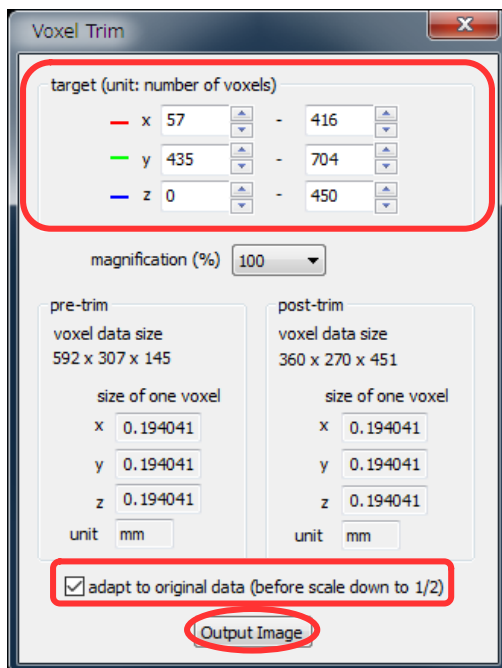 Voxel Trim
target (unit: number of voxels)
x 57 - 416
y 435 - 704
z 0 - 450
magnification (%) 100
pre-trim
voxel data size
592 x 307 x 145
size of one voxel
x 0.194041
y 0.194041
z 0.194041
unit mm
post-trim
voxel data size
360 x 270 x 451
size of one voxel
x 0.194041
y 0.194041
z 0.194041
unit mm
adapt to original data (before scale down to 1/2)
Output Image